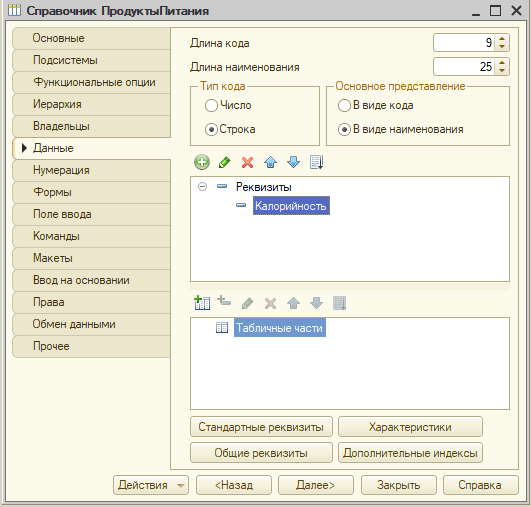 Справочник ПродуктыПитания
Основные
Подсистемы
Функциональные опции
Иерархия
Владельцы
Данные
Нумерация
Формы
Поле ввода
Команды
Макеты
Ввод на основании
Права
Обмен данными
Прочее
Длина кода 9
Длина наименования 25
Тип кода
Число
Строка
Основное представление
В виде кода
В виде наименования
Реквизиты
Калорийность
Табличные части
Стандартные реквизиты Характеристики
Общие реквизиты Дополнительные индексы
Действия <Назад Далее> Закрыть Справка